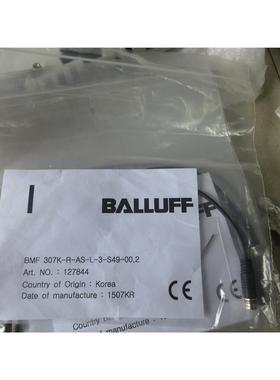 BALLUFF
BMF 307K-R-AS-L-3-S49-00,2
Art. NO. : 127844
Country of Origin : Korea
Date of manufacture : 1507KR
CE
CE